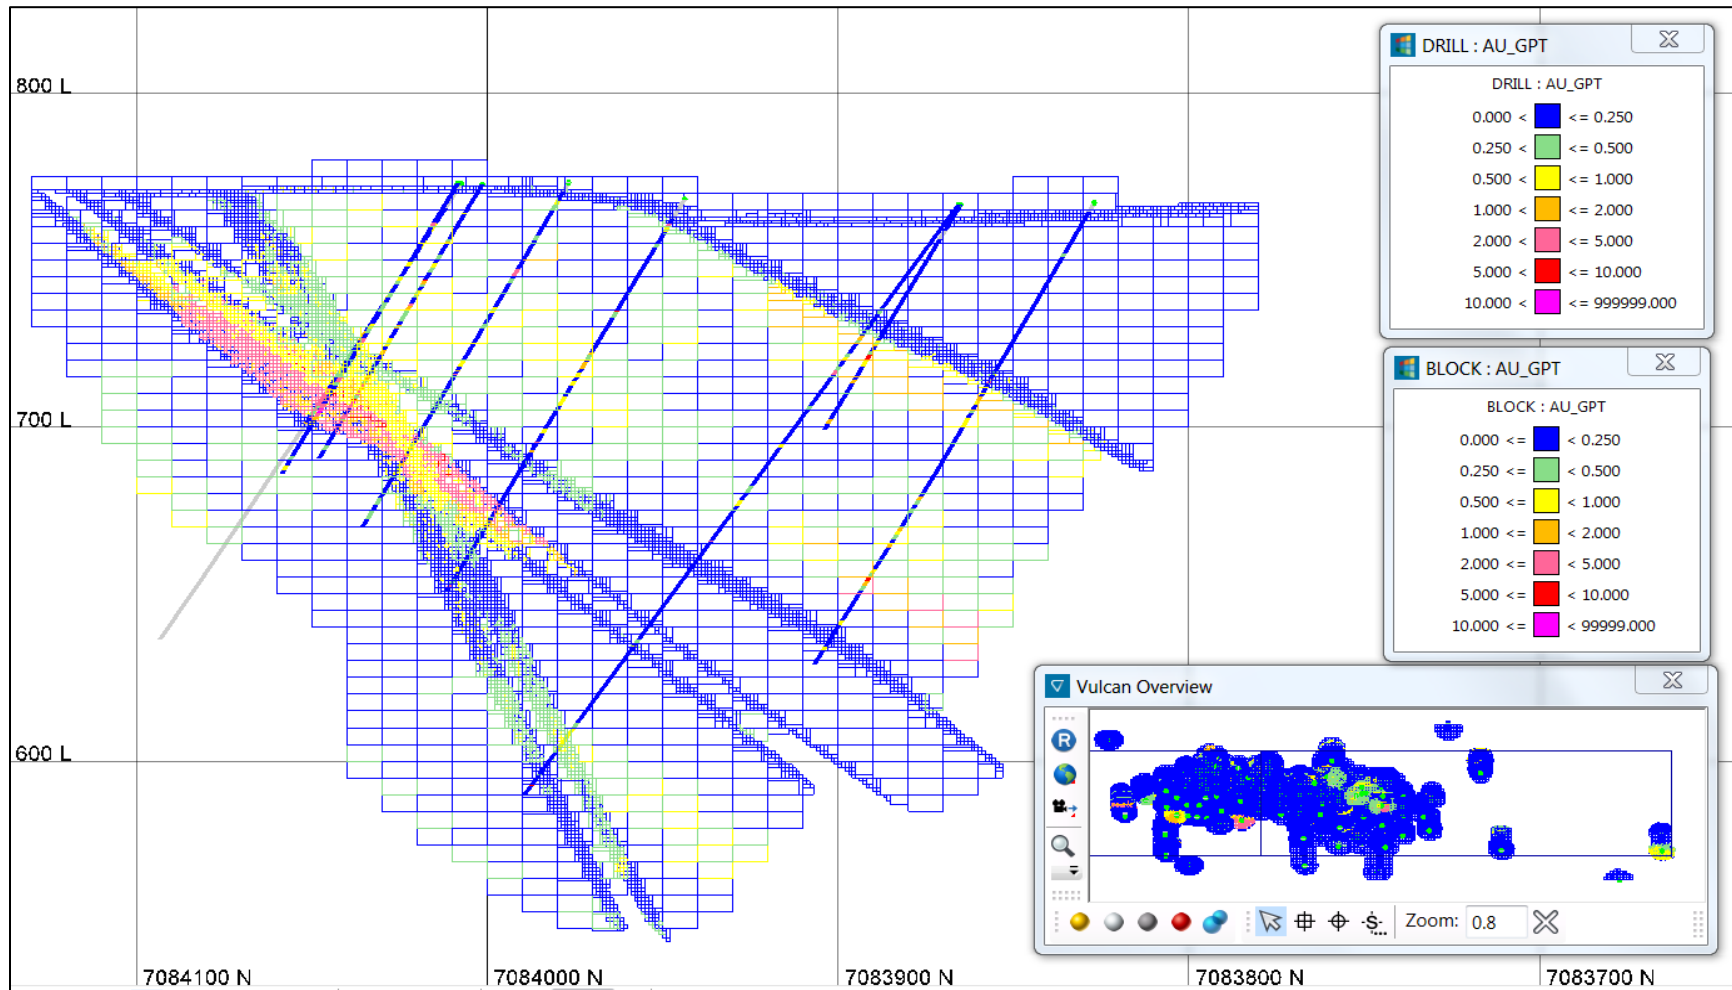 800 L
700 L
600 L
7084100 N
7084000 N
7083900 N
7083800 N
7083700 N
DRILL : AU_GPT
DRILL : AU_GPT
0.000 < <= 0.250
0.250 < <= 0.500
0.500 < <= 1.000
1.000 < <= 2.000
2.000 < <= 5.000
5.000 < <= 10.000
10.000 < <= 999999.000
BLOCK : AU_GPT
BLOCK : AU_GPT
0.000 <= < 0.250
0.250 <= < 0.500
0.500 <= < 1.000
1.000 <= < 2.000
2.000 <= < 5.000
5.000 <= < 10.000
10.000 <= < 99999.000
Vulcan Overview
R
-S-...
Zoom: 0.8